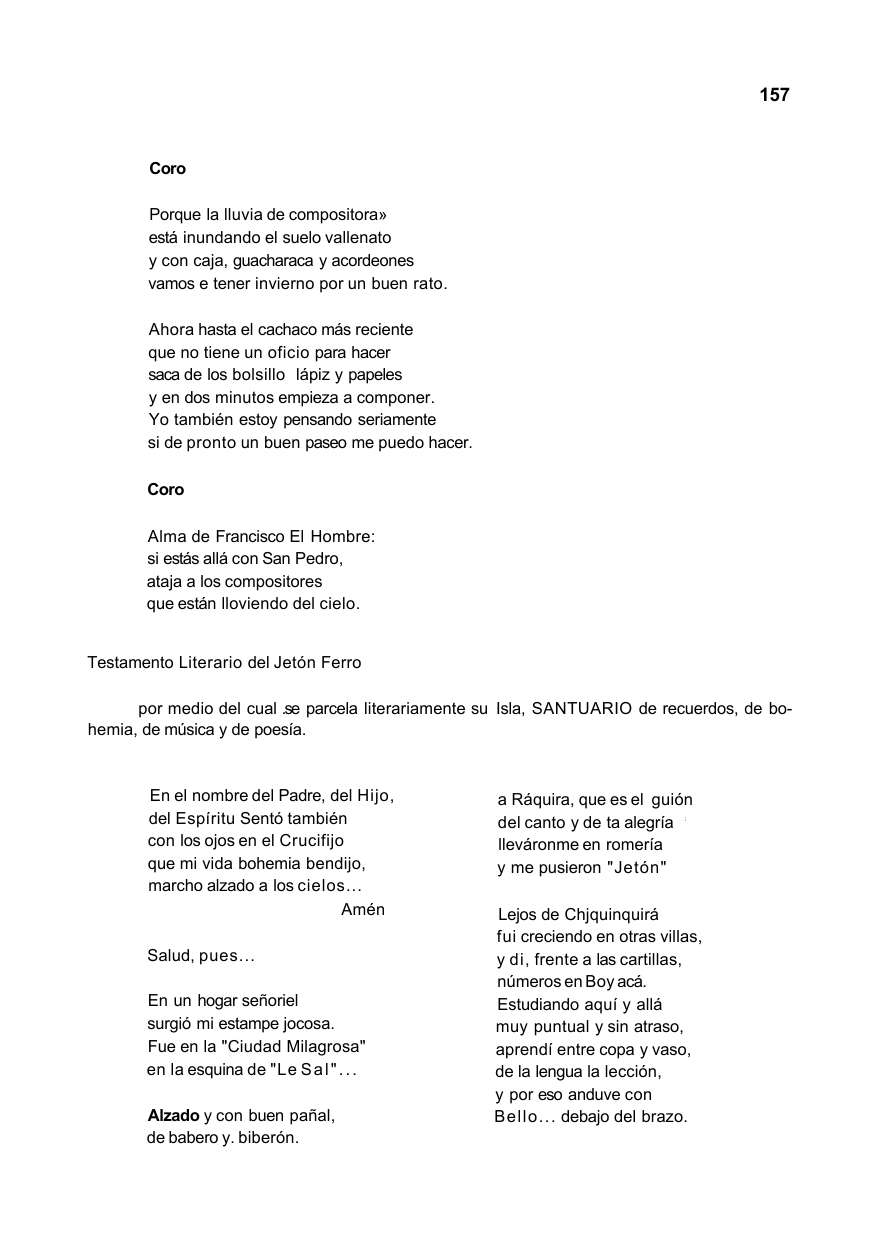 157
Coro
Porque la lluvia de compositora»
está inundando el suelo vallenato
y con caja, guacharaca y acordeones
vamos e tener invierno por un buen rato.
Ahora hasta el cachaco más reciente
que no tiene un oficio para hacer
saca de los bolsillo lápiz y papeles
y en dos minutos empieza a componer.
Yo también estoy pensando seriamente
si de pronto un buen paseo me puedo hacer.
Coro
Alma de Francisco El Hombre:
si estás allá con San Pedro,
ataja a los compositores
que están lloviendo del cielo.
Testamento Literario del Jetón Ferro
por medio del cual .se parcela literariamente su Isla, SANTUARIO de recuerdos, de bo-
hemia, de música y de poesía.
En el nombre del Padre, del Hijo,
del Espíritu Sentó también
con los ojos en el Crucifijo
que mi vida bohemia bendijo,
marcho alzado a los cielos...
Amén
Salud, pues...
En un hogar señoriel
surgió mi estampe jocosa.
Fue en la "Ciudad Milagrosa"
en la esquina de "Le Sal"...
Alzado y con buen pañal,
de babero y. biberón.
a Ráquira, que es el guión
del canto y de ta alegría
lleváronme en romería
y me pusieron "Jetón"
Lejos de Chjquinquirá
fui creciendo en otras villas,
y di, frente a las cartillas,
números en Boy acá.
Estudiando aquí y allá
muy puntual y sin atraso,
aprendí entre copa y vaso,
de la lengua la lección,
y por eso anduve con
Bello... debajo del brazo.